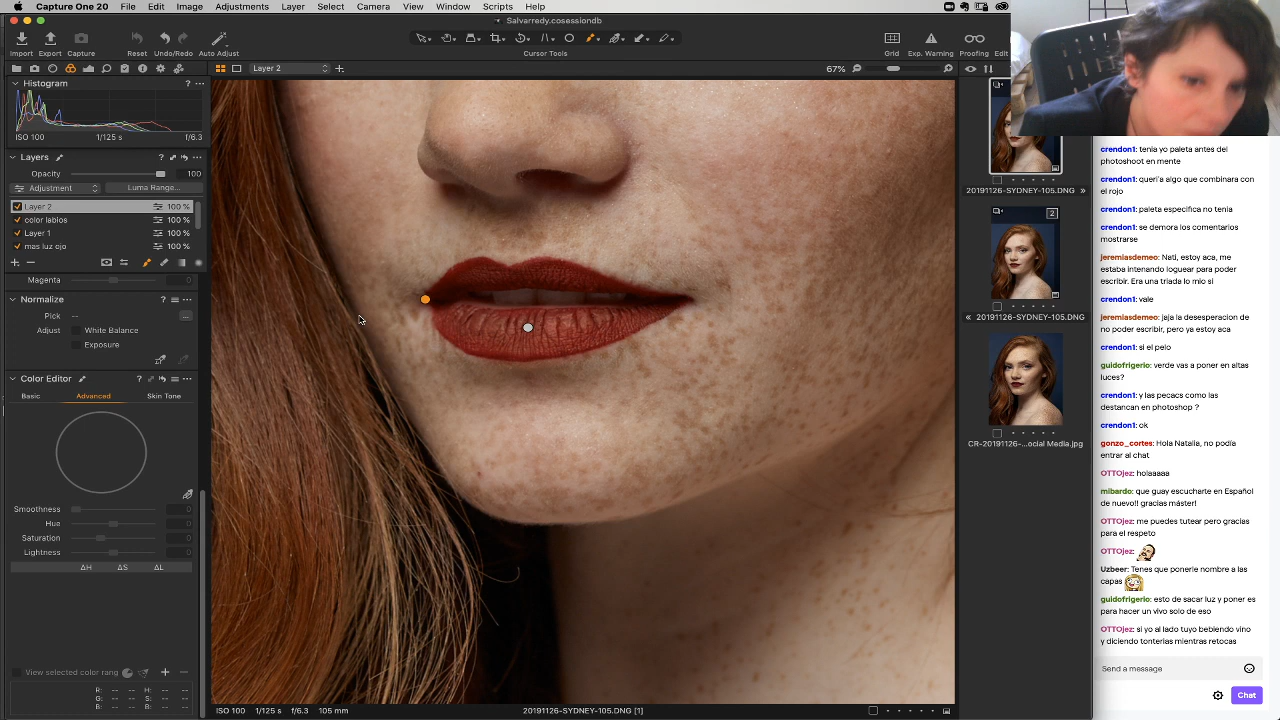 Capture One 20 File Edit Image Adjustments Layer Select Camera View Window Scripts Help
Salvarredy.cosessiondb
Import Export Capture Reset Undo/Redo Auto Adjust Cursor Tools Grid Exp. Warning Proofing Edit
Layer 2 67%
Histogram
ISO 100 1/125 s f/6.3
Layers
Opacity 100
Adjustment Luma Range...
Layer 2 100 %
color labios 100 %
Layer 1 100 %
mas luz ojo 100 %
Magenta 0
Normalize
Pick --
Adjust White Balance
Exposure
Color Editor
Basic Advanced Skin Tone
Smoothness 0
Hue 0
Saturation 0
Lightness 0
ΔH ΔS ΔL
View selected color rang
R: -- -- H: --
G: -- -- S: --
B: -- -- L: --
ISO 100 1/125 s f/6.3 105 mm 20191126-SYDNEY-105.DNG [1]
20191126-SYDNEY-105.DNG »
2
« 20191126-SYDNEY-105.DNG
CR-20191126-...ocial Media.jpg
crendon1: tenia yo paleta antes del
photoshoot en mente
crendon1: queri'a algo que combinara con
el rojo
crendon1: paleta especifica no tenia
crendon1: se demora los comentarios
mostrarse
jeremiasdemeo: Nati, estoy aca, me
estaba intenando loguear para poder
escribir. Era una triada lo mio si
crendon1: vale
jeremiasdemeo: jaja la desesperacion de
no poder escribir, pero ya estoy aca
crendon1: si el pelo
guidofrigerio: verde vas a poner en altas
luces?
crendon1: y las pecacs como las
destancan en photoshop ?
crendon1: ok
gonzo_cortes: Hola Natalia, no podía
entrar al chat
OTTOjez: holaaaaa
mibardo: que guay escucharte en Español
de nuevo!! gracias máster!
OTTOjez: me puedes tutear pero gracias
para el respeto
OTTOjez:
Uzbeer: Tenes que ponerle nombre a las
capas
guidofrigerio: esto de sacar luz y poner es
para hacer un vivo solo de eso
OTTOjez: si yo al lado tuyo bebiendo vino
y diciendo tonterias mientras retocas
Send a message
Chat